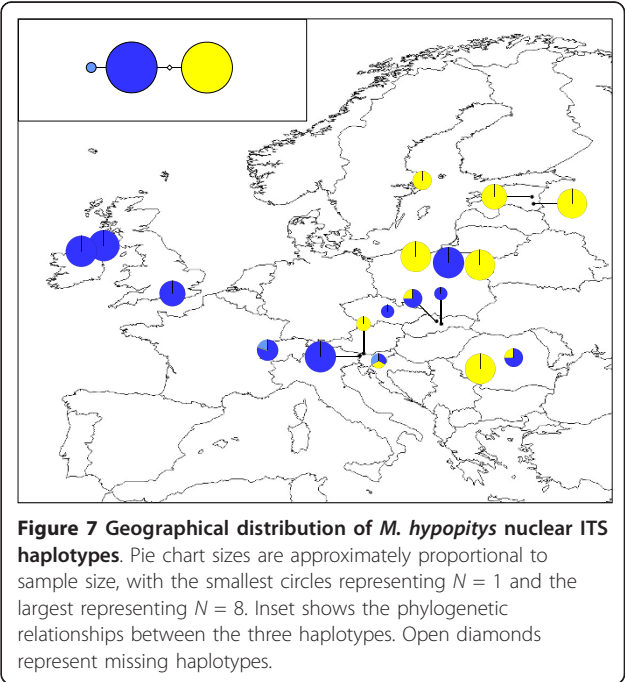 Figure 7 Geographical distribution of M. hypopitys nuclear ITS
haplotypes. Pie chart sizes are approximately proportional to
sample size, with the smallest circles representing N = 1 and the
largest representing N = 8. Inset shows the phylogenetic
relationships between the three haplotypes. Open diamonds
represent missing haplotypes.